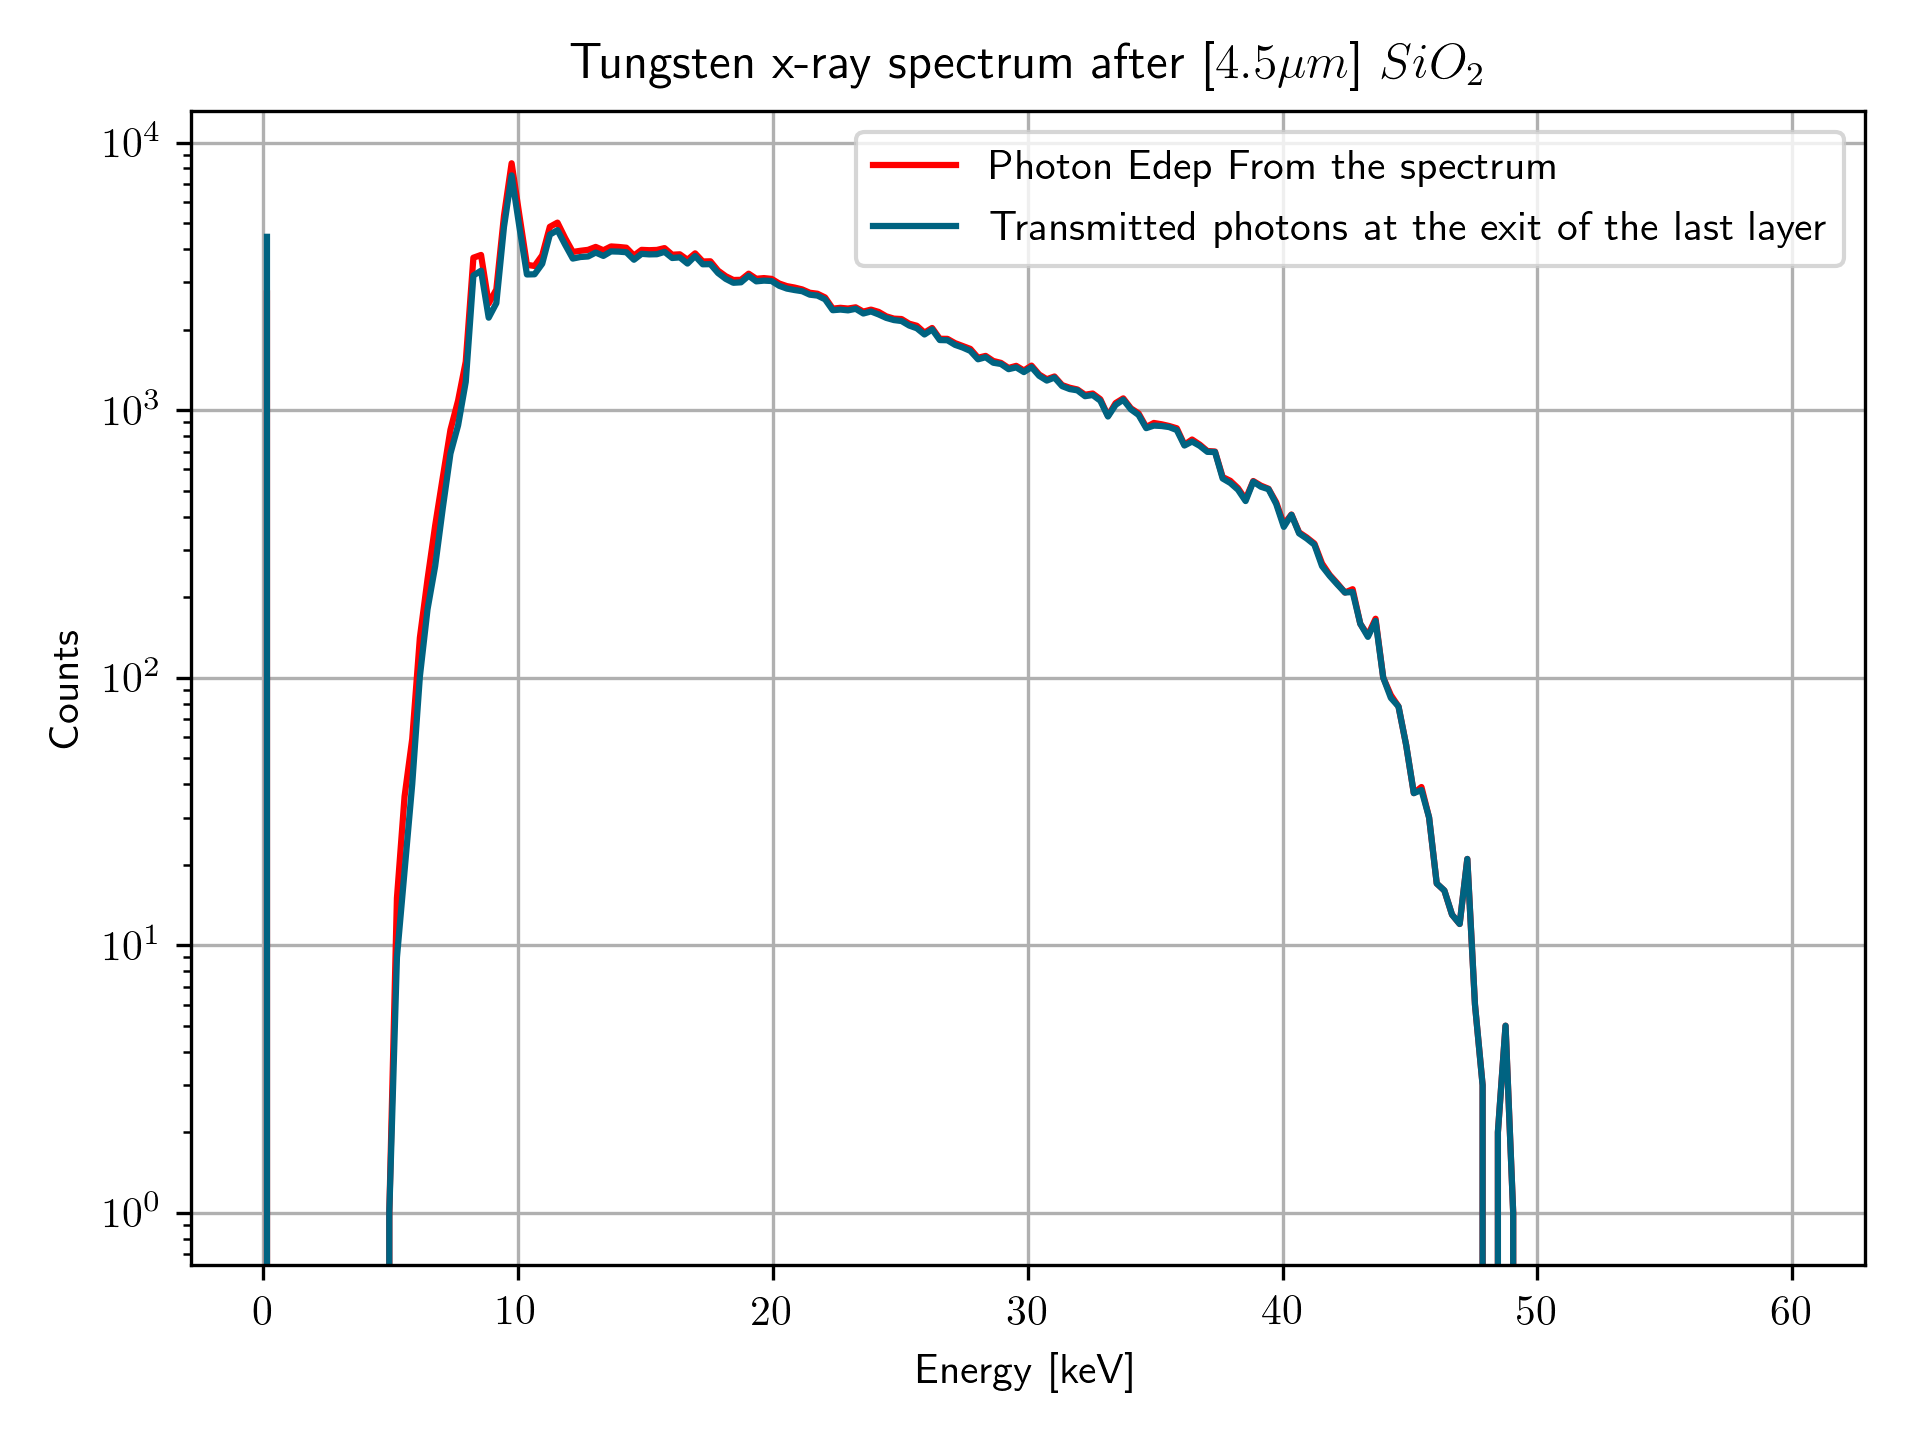 Tungsten x-ray spectrum after [4.5μm] SiO₂
Photon Edep From the spectrum
Transmitted photons at the exit of the last layer
Counts
10⁴
10³
10²
10¹
10⁰
0 10 20 30 40 50 60
Energy [keV]